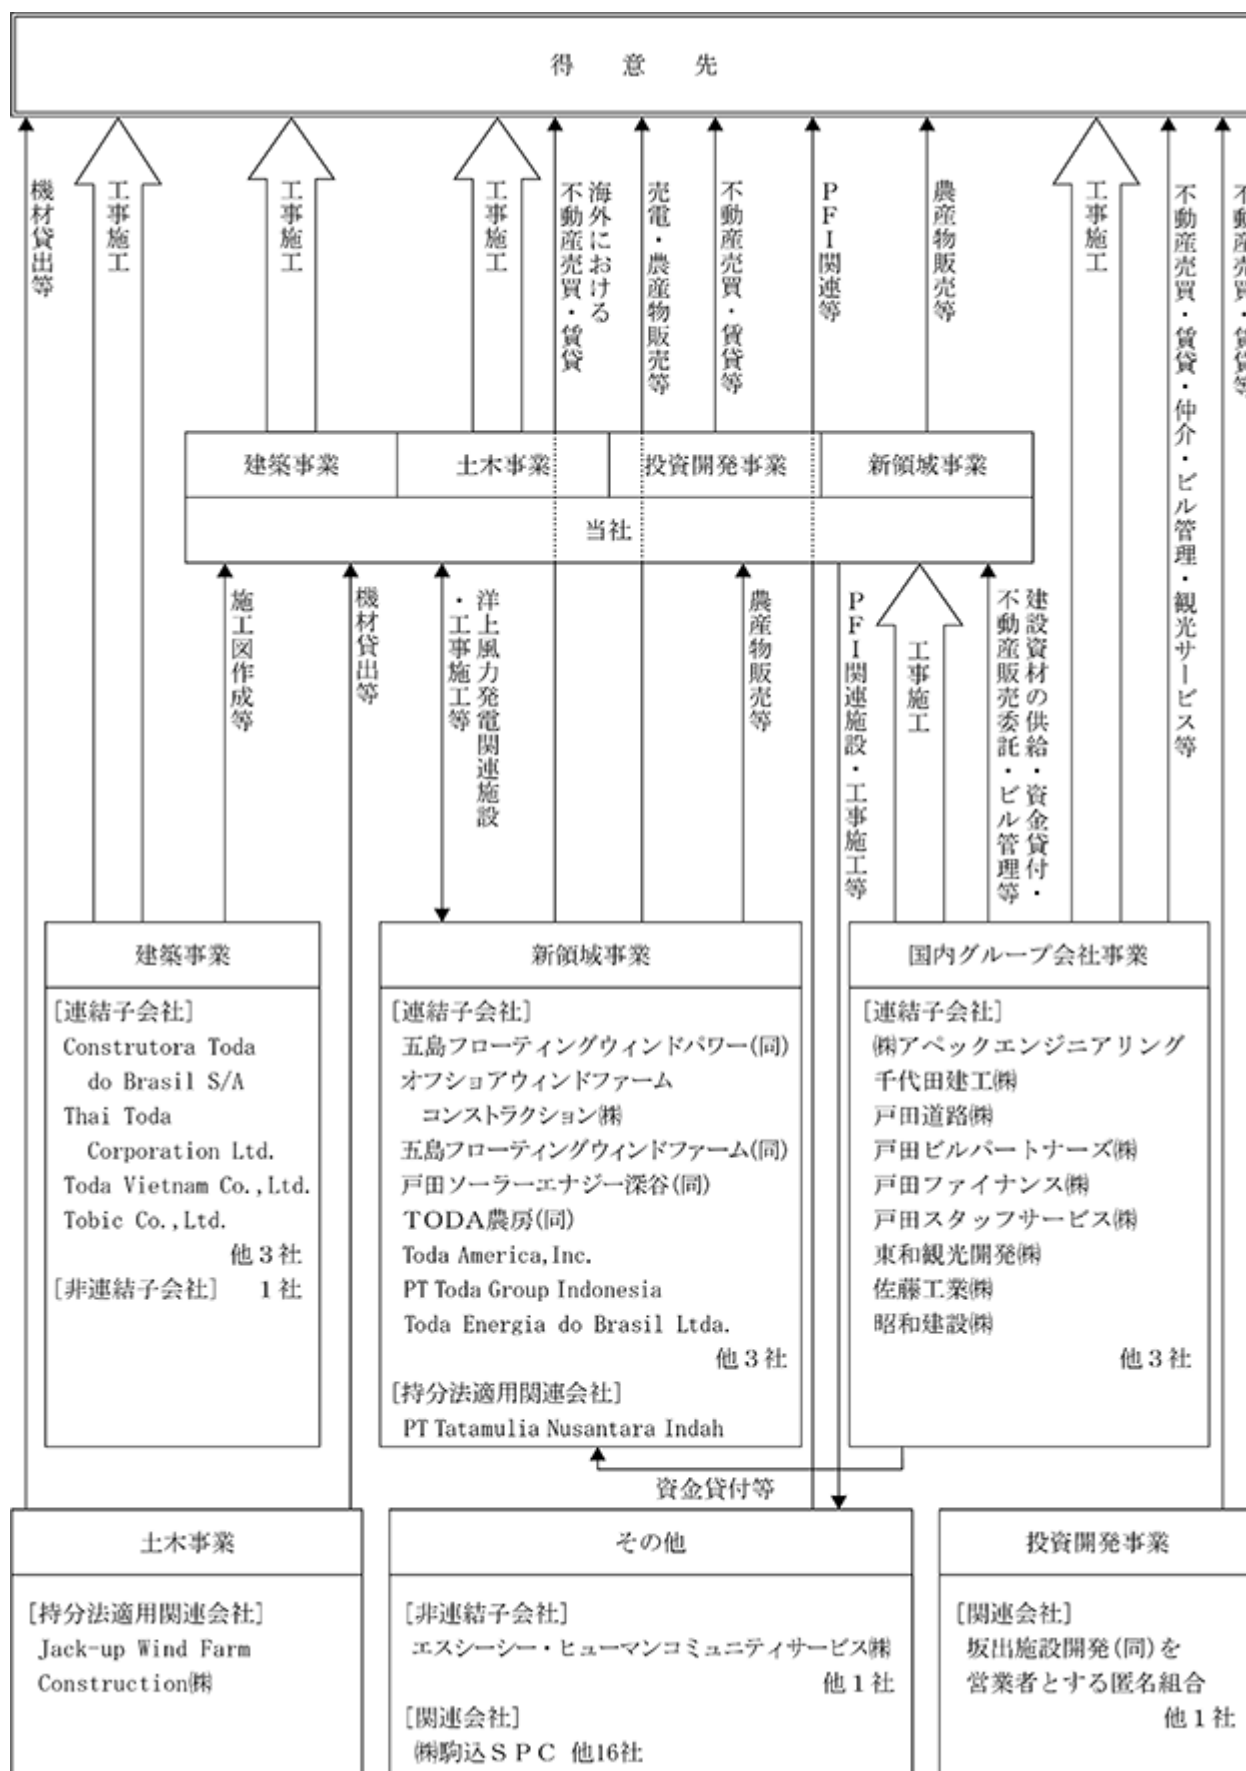 得意先
機材貸出等
工事施工
工事施工
工事施工
海外における
不動産売買・賃貸
売電・農産物販売等
不動産売買・賃貸等
ＰＦＩ関連等
農産物販売等
工事施工
不動産売買・賃貸・仲介・ビル管理・観光サービス等
不動産売買・賃貸等
建築事業
土木事業
投資開発事業
新領域事業
当社
施工図作成等
機材貸出等
洋上風力発電関連施設
・工事施工等
農産物販売等
ＰＦＩ関連施設・工事施工等
工事施工
建設資材の供給・資金貸付・
不動産販売委託・ビル管理等
建築事業
[連結子会社]
Construtora Toda
do Brasil S/A
Thai Toda
Corporation Ltd.
Toda Vietnam Co.,Ltd.
Tobic Co.,Ltd.
他３社
[非連結子会社] １社
新領域事業
[連結子会社]
五島フローティングウィンドパワー(同)
オフショアウィンドファーム
コンストラクション㈱
五島フローティングウィンドファーム(同)
戸田ソーラーエナジー深谷(同)
ＴＯＤＡ農房(同)
Toda America,Inc.
PT Toda Group Indonesia
Toda Energia do Brasil Ltda.
他３社
[持分法適用関連会社]
PT Tatamulia Nusantara Indah
国内グループ会社事業
[連結子会社]
㈱アペックエンジニアリング
千代田建工㈱
戸田道路㈱
戸田ビルパートナーズ㈱
戸田ファイナンス㈱
戸田スタッフサービス㈱
東和観光開発㈱
佐藤工業㈱
昭和建設㈱
他３社
資金貸付等
土木事業
[持分法適用関連会社]
Jack-up Wind Farm
Construction㈱
その他
[非連結子会社]
エスシーシー・ヒューマンコミュニティサービス㈱
他１社
[関連会社]
㈱駒込ＳＰＣ 他16社
投資開発事業
[関連会社]
坂出施設開発(同)を
営業者とする匿名組合
他１社